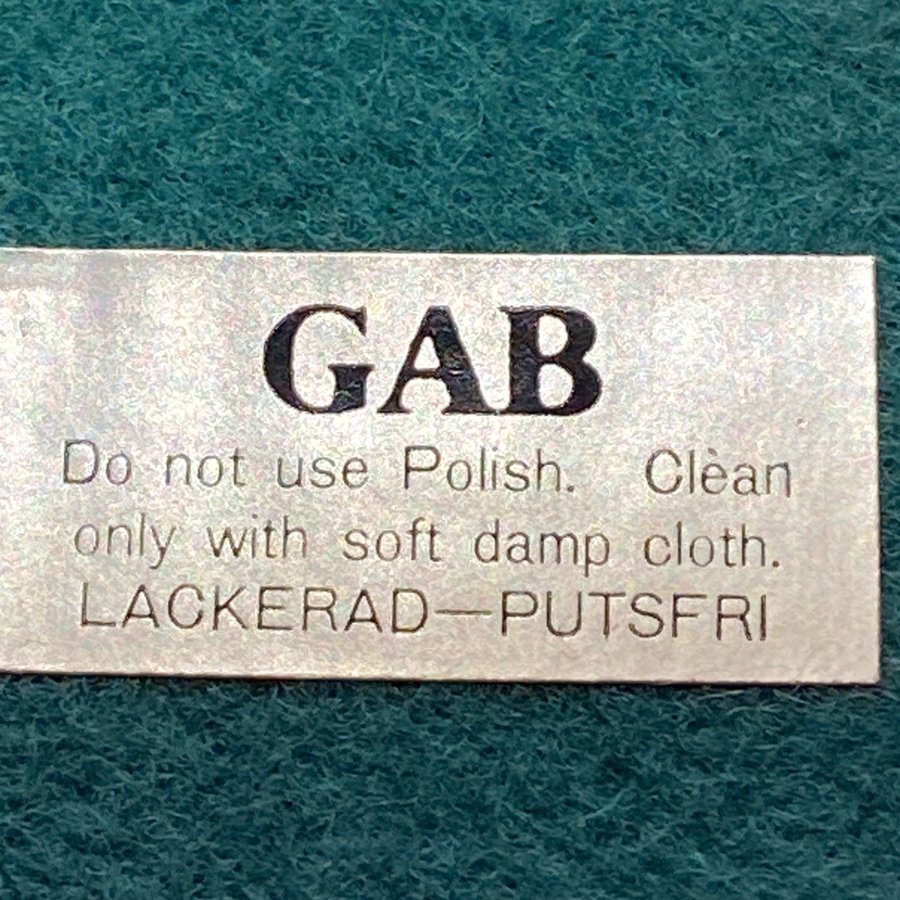 GAB
Do not use Polish. Clèan
only with soft damp cloth.
LACKERAD—PUTSFRI